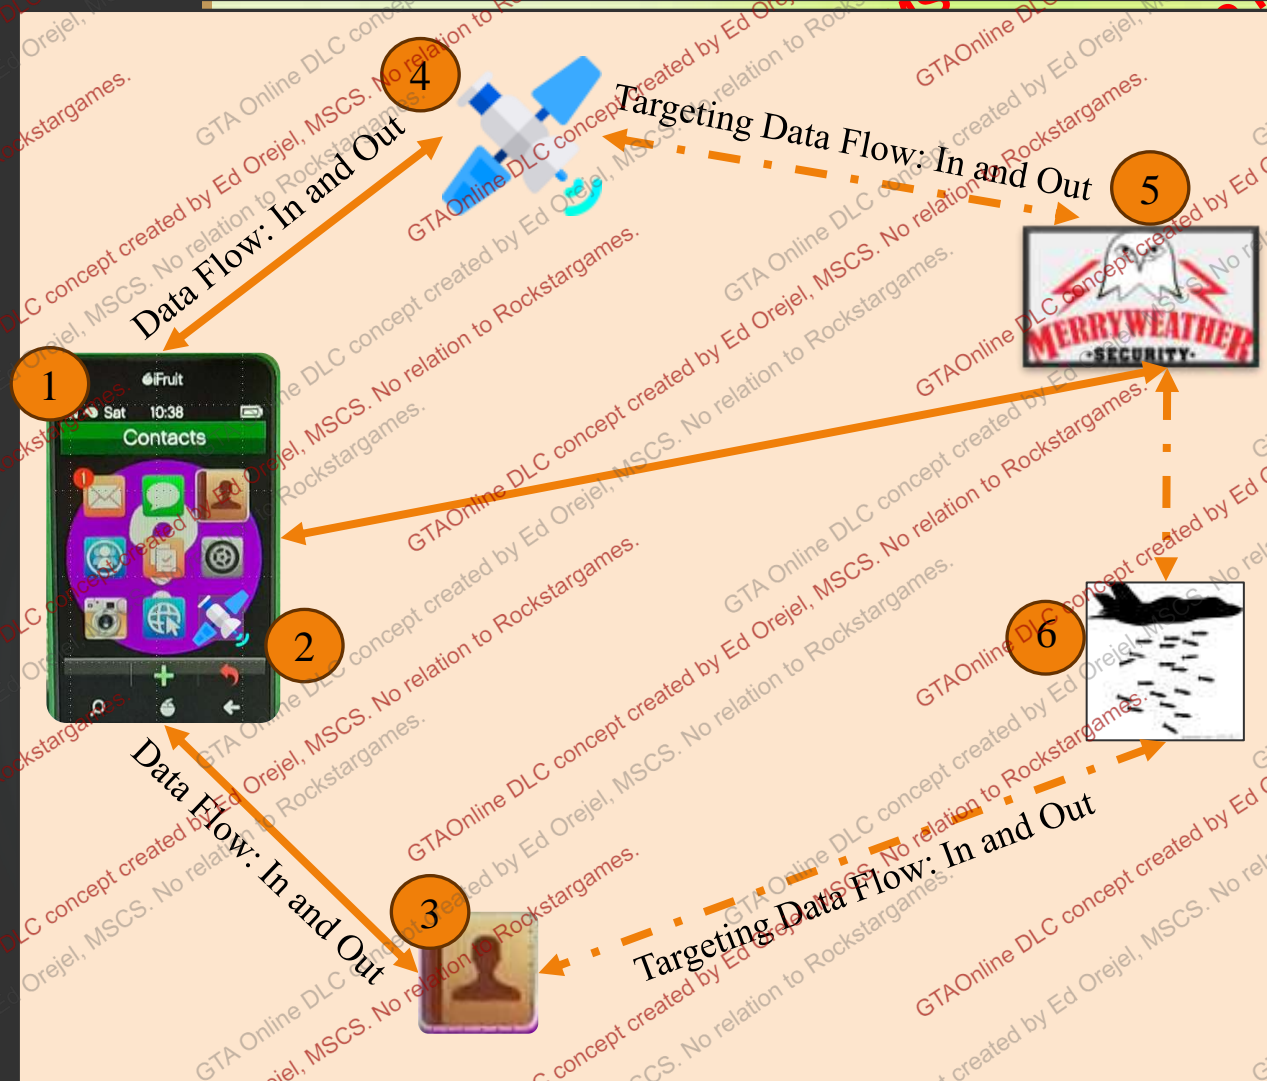 4
Targeting Data Flow: In and Out
Data Flow: In and Out
5
MERRYWEATHER
·SECURITY·
1
iFruit
Sat 10:38
Contacts
1
2
6
Data Flow: In and Out
3
Targeting Data Flow: In and Out
GTAOnline DLC concept created by Ed Orejel, MSCS. No relation to Rockstargames.
GTA Online DLC concept created by Ed Orejel, MSCS. No relation to Rockstargames.